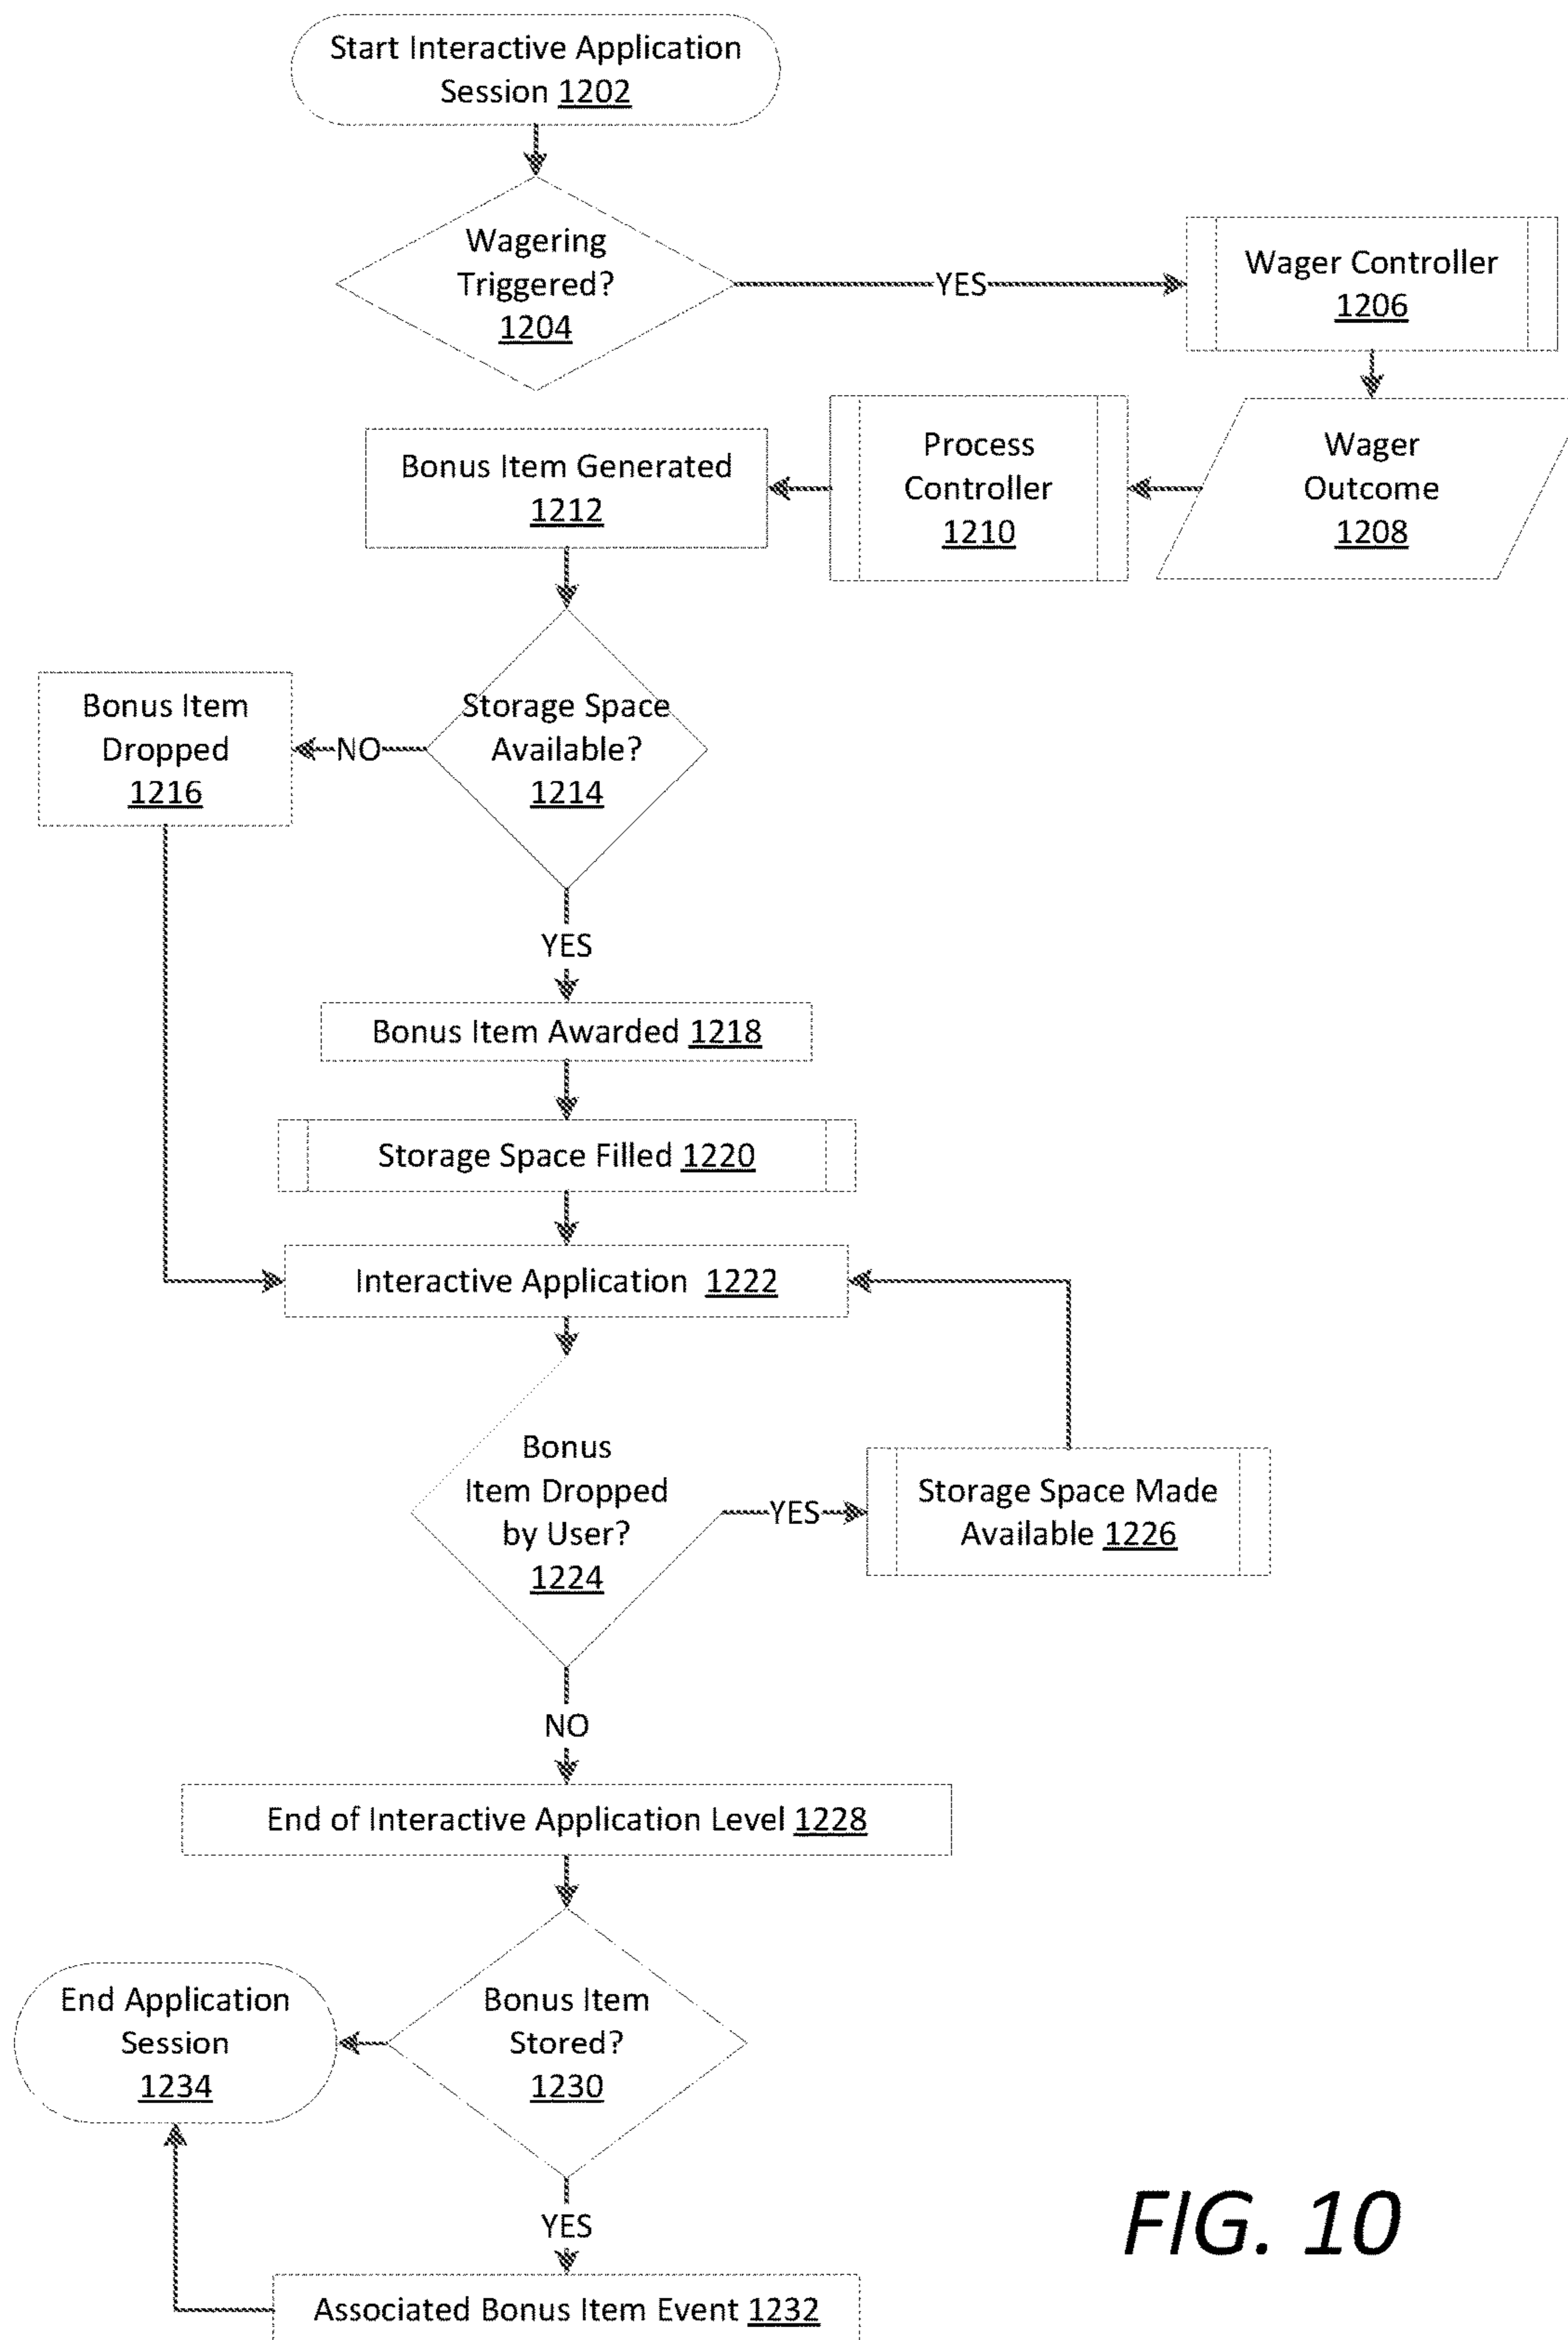 Start Interactive Application
Session 1202
Wagering
Triggered?
1204
YES
Wager Controller
1206
Wager
Outcome
1208
Process
Controller
1210
Bonus Item Generated
1212
Storage Space
Available?
1214
NO
Bonus Item
Dropped
1216
YES
Bonus Item Awarded 1218
Storage Space Filled 1220
Interactive Application 1222
Bonus
Item Dropped
by User?
1224
YES
Storage Space Made
Available 1226
NO
End of Interactive Application Level 1228
Bonus Item
Stored?
1230
End Application
Session
1234
YES
Associated Bonus Item Event 1232
FIG. 10